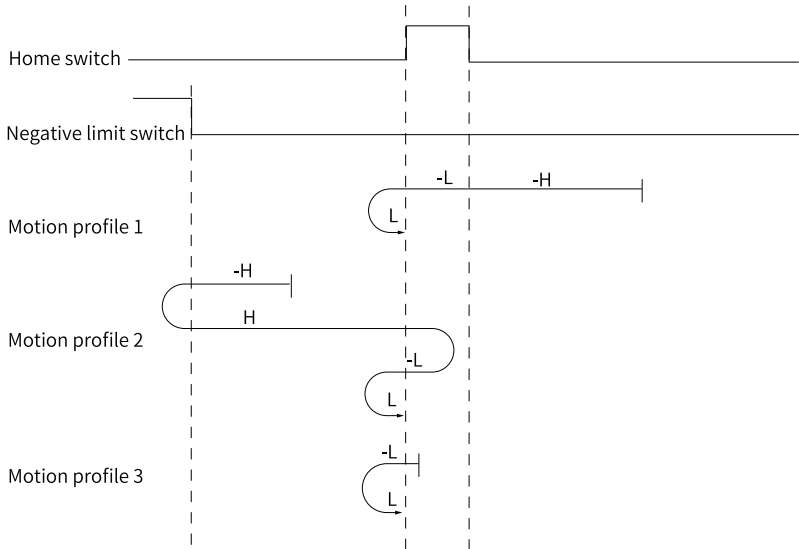 Home switch
Negative limit switch
-L
-H
L
Motion profile 1
-H
H
Motion profile 2
-L
L
-L
Motion profile 3
L